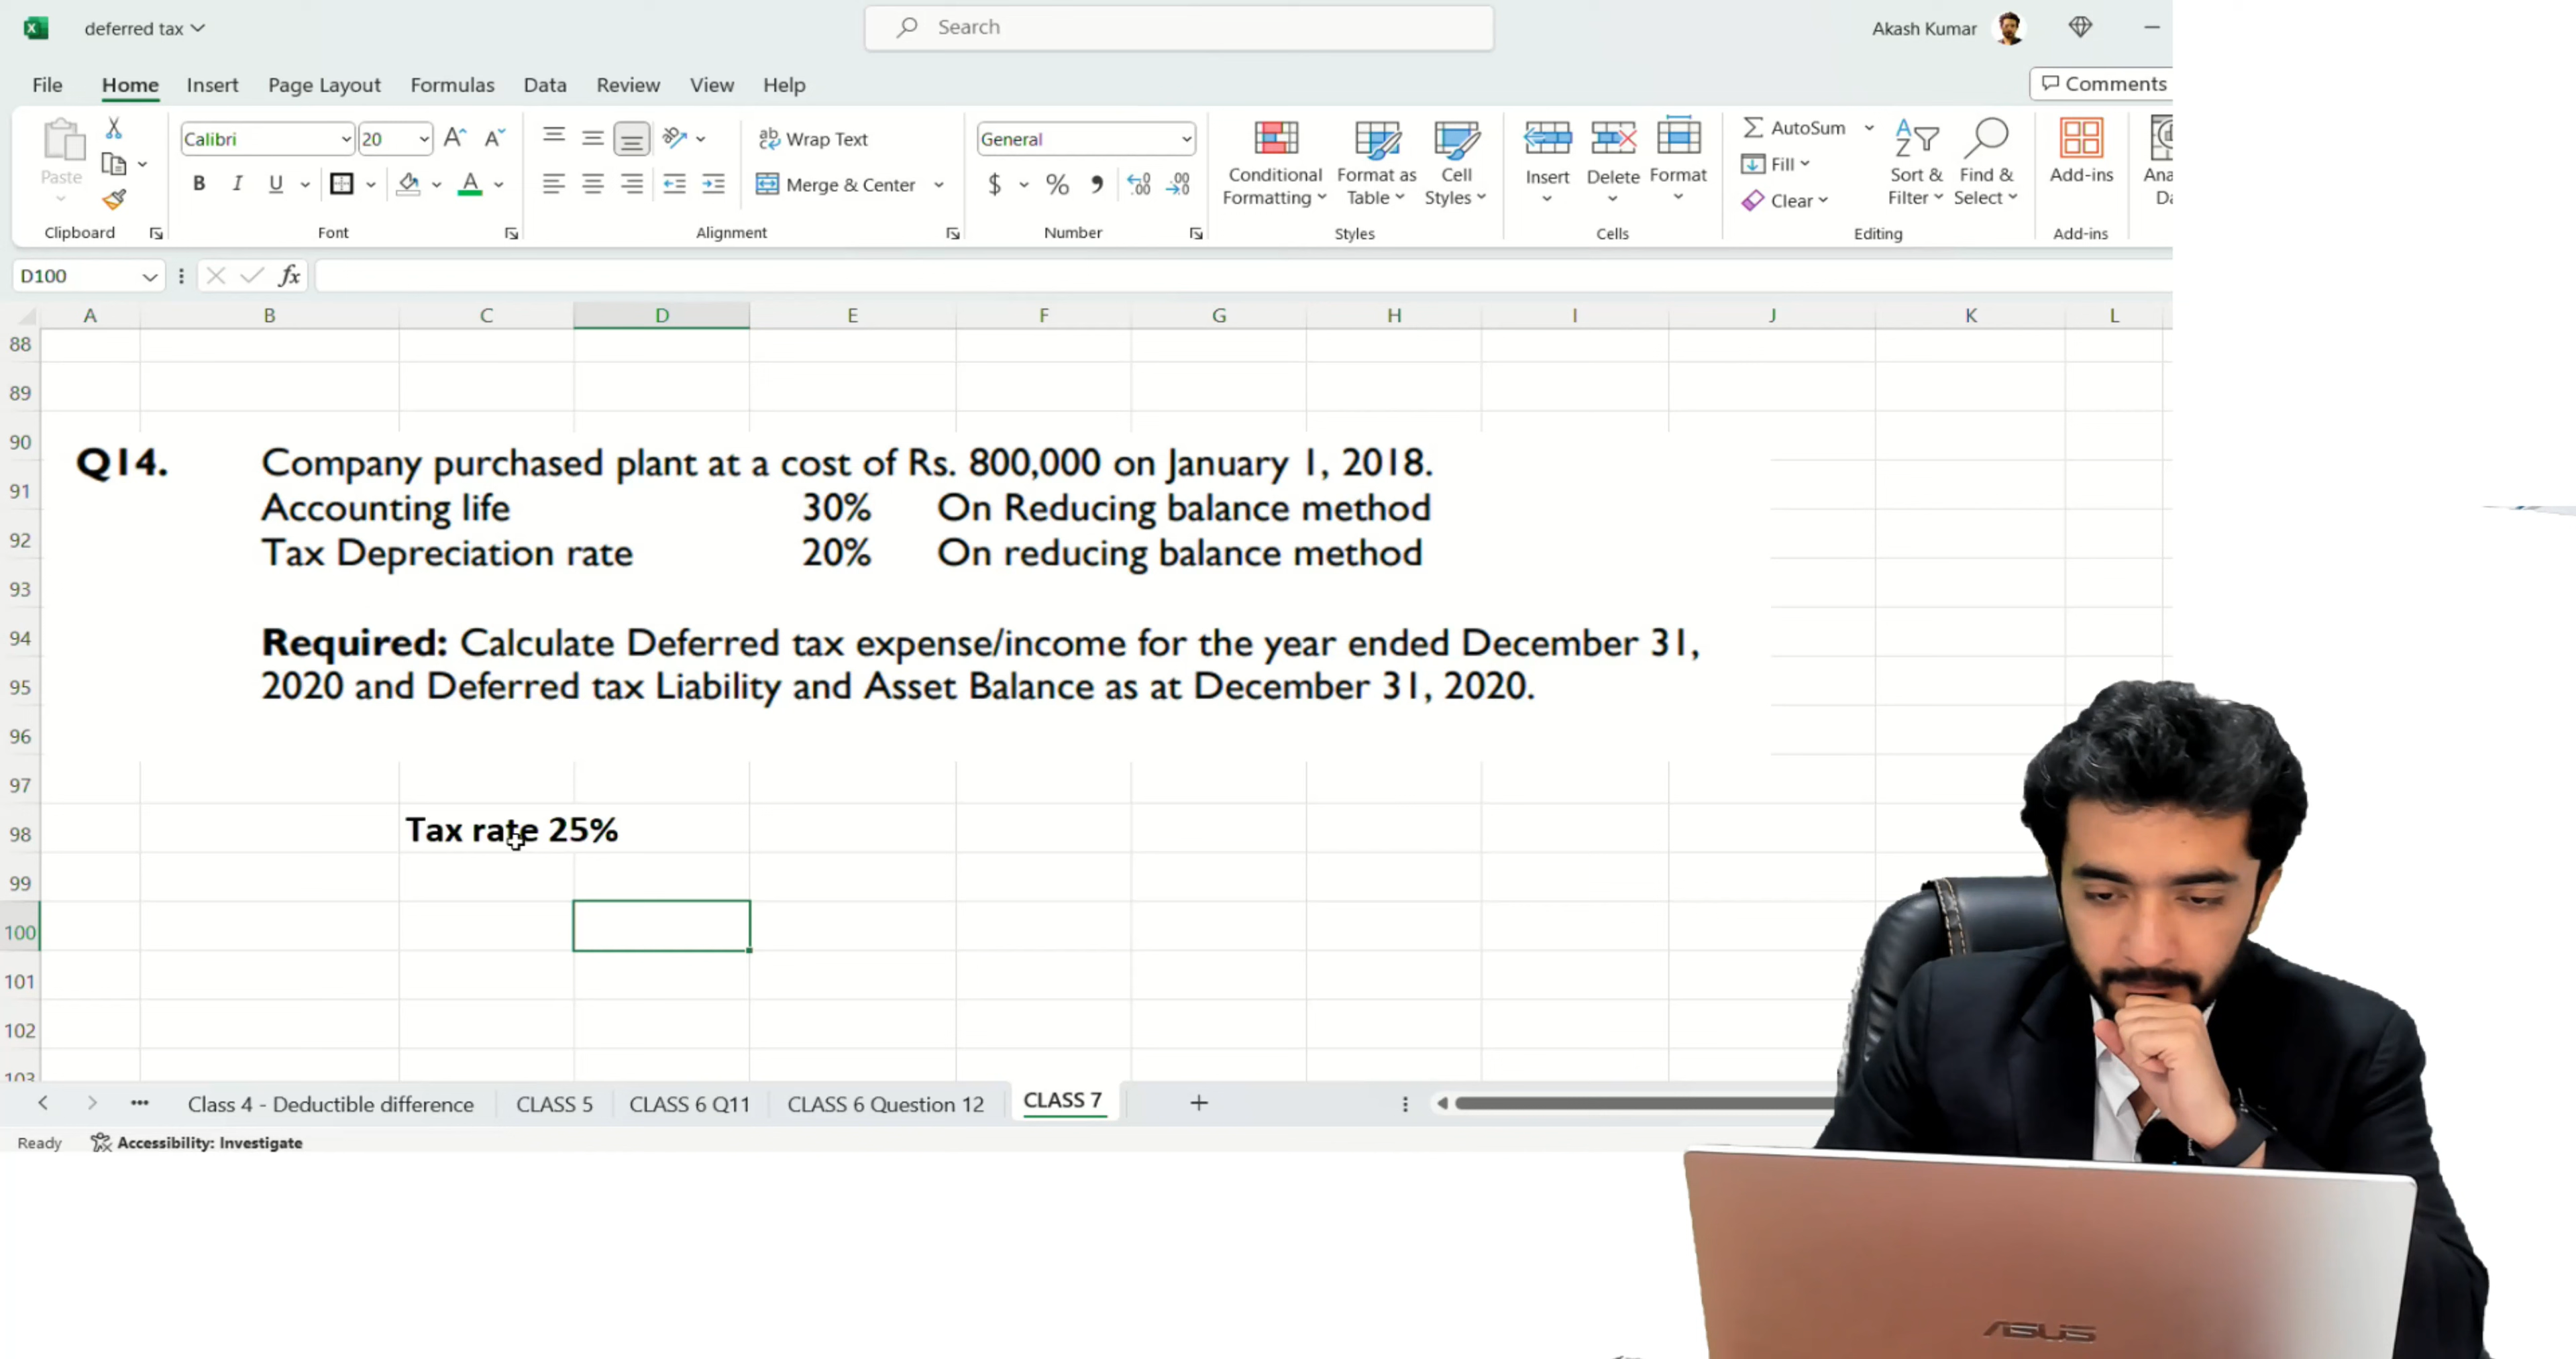 deferred tax
Search
Akash Kumar
File Home Insert Page Layout Formulas Data Review View Help
Comments
Calibri 20
Wrap Text
General
AutoSum
Fill
Clear
Paste
B I U
Merge & Center
$ % ,
Conditional Formatting
Format as Table
Cell Styles
Insert Delete Format
Sort & Filter
Find & Select
Add-ins
Clipboard Font Alignment Number Styles Cells Editing Add-ins
D100 fx
A B C D E F G H I J K L
88
89
90
Q14. Company purchased plant at a cost of Rs. 800,000 on January 1, 2018.
91
Accounting life 30% On Reducing balance method
92
Tax Depreciation rate 20% On reducing balance method
93
94
Required: Calculate Deferred tax expense/income for the year ended December 31,
95
2020 and Deferred tax Liability and Asset Balance as at December 31, 2020.
96
97
98 Tax rate 25%
99
100
101
102
103
Class 4 - Deductible difference CLASS 5 CLASS 6 Q11 CLASS 6 Question 12 CLASS 7
Ready Accessibility: Investigate
ASUS